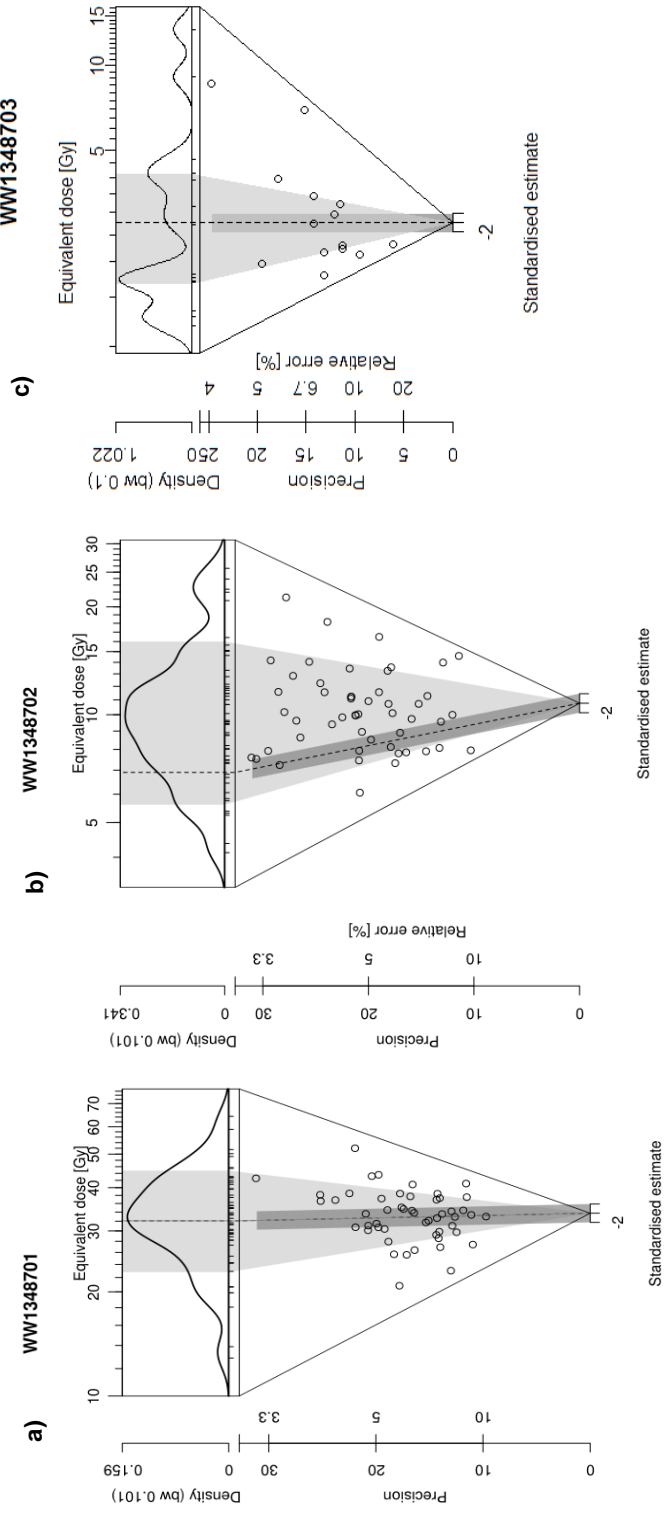 a)
WW1348701
Equivalent dose [Gy]
10 20 30 40 50 60 70
Density (bw 0.101)
0.159 0
Precision
30 20 10 0
3.3 5 10
-2
Standardised estimate
b)
WW1348702
Equivalent dose [Gy]
5 10 15 20 25 30
Density (bw 0.101)
0.341 0
Precision
30 20 10 0
Relative error [%]
3.3 5 10
-2
Standardised estimate
c)
WW1348703
Equivalent dose [Gy]
5 10 15
Density (bw 0.1)
1.022 0
Precision
25 20 15 10 5 0
Relative error [%]
4 5 6.7 10 20
-2
Standardised estimate